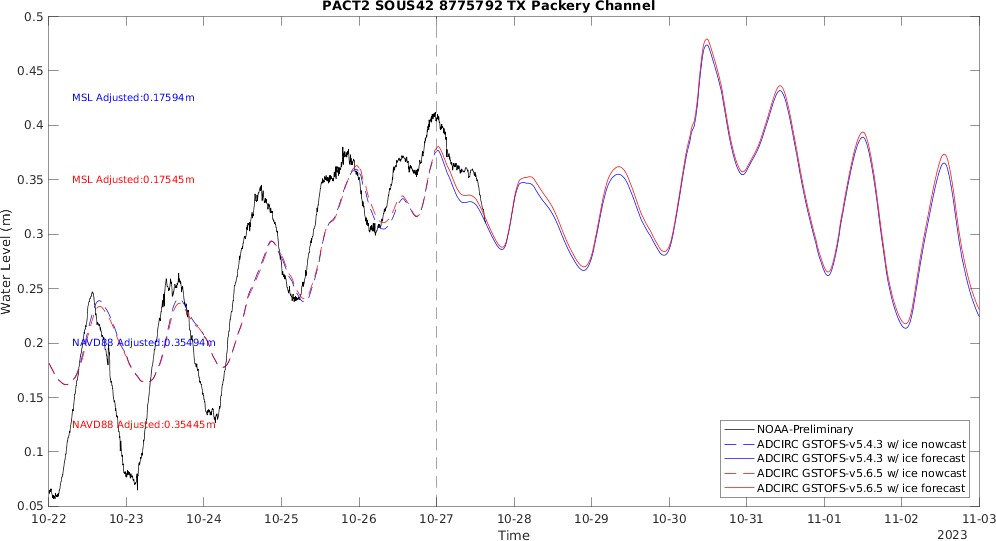 PACT2 SOUS42 8775792 TX Packery Channel
0.5
0.45
0.4
0.35
0.3
0.25
0.2
0.15
0.1
0.05
Water Level (m)
MSL Adjusted:0.17594m
MSL Adjusted:0.17545m
NAVD88 Adjusted:0.35494m
NAVD88 Adjusted:0.35445m
NOAA-Preliminary
ADCIRC GSTOFS-v5.4.3 w/ ice nowcast
ADCIRC GSTOFS-v5.4.3 w/ ice forecast
ADCIRC GSTOFS-v5.6.5 w/ ice nowcast
ADCIRC GSTOFS-v5.6.5 w/ ice forecast
10-22 10-23 10-24 10-25 10-26 10-27 10-28 10-29 10-30 10-31 11-01 11-02 11-03
Time
2023